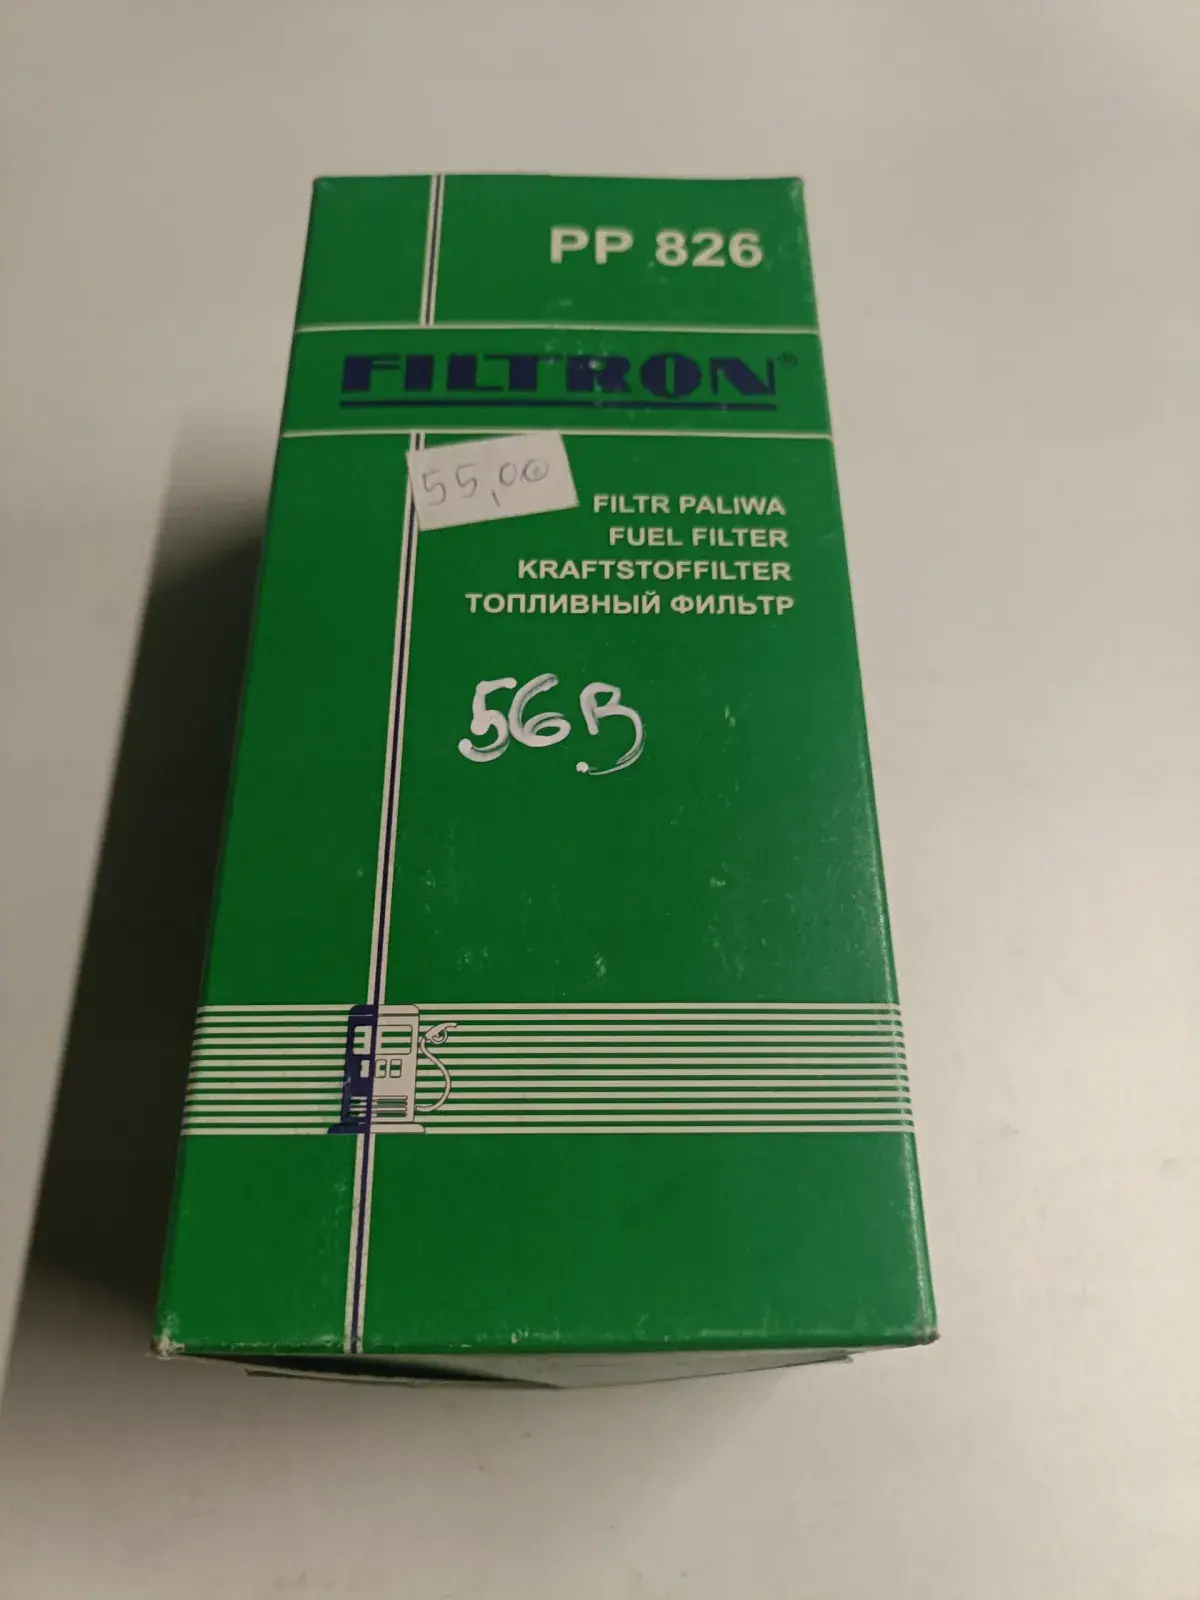 PP 826
FILTRON®
55,00
FILTR PALIWA
FUEL FILTER
KRAFTSTOFFILTER
ТОПЛИВНЫЙ ФИЛЬТР
56B